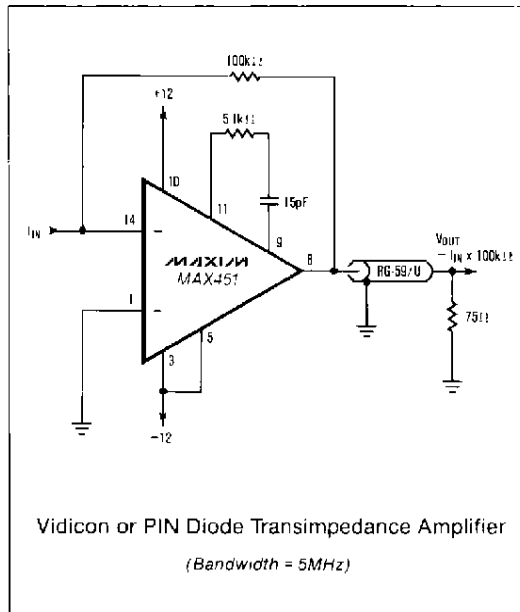 100kΩ
+12
5.1kΩ
10
11
15pF
IIN
14
−
9
8
MAXIM
MAX451
RG-59/U
VOUT
− IIN x 100kΩ
1
−
5
3
75Ω
−12
Vidicon or PIN Diode Transimpedance Amplifier
(Bandwidth = 5MHz)